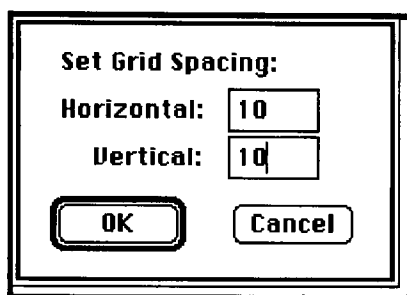 Set Grid Spacing:
Horizontal: 10
Vertical: 10
OK Cancel